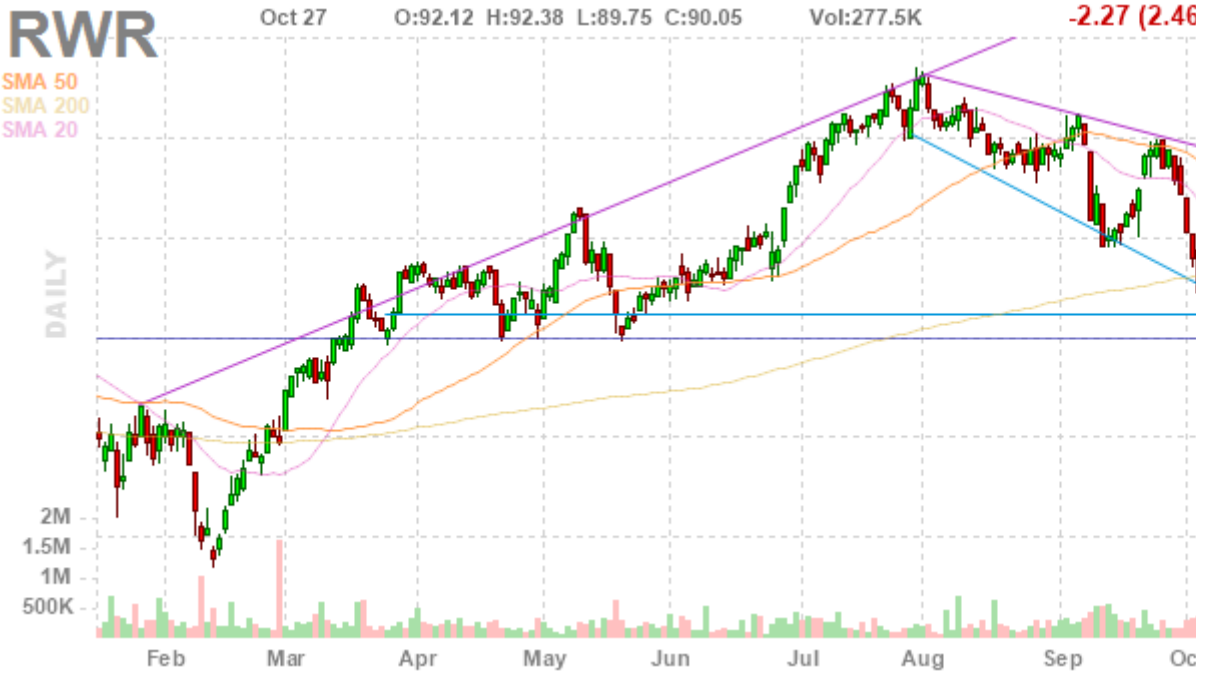 RWR Oct 27 O:92.12 H:92.38 L:89.75 C:90.05 Vol:277.5K -2.27 (2.46
SMA 50
SMA 200
SMA 20
DAILY
2M
1.5M
1M
500K
Feb Mar Apr May Jun Jul Aug Sep Oc